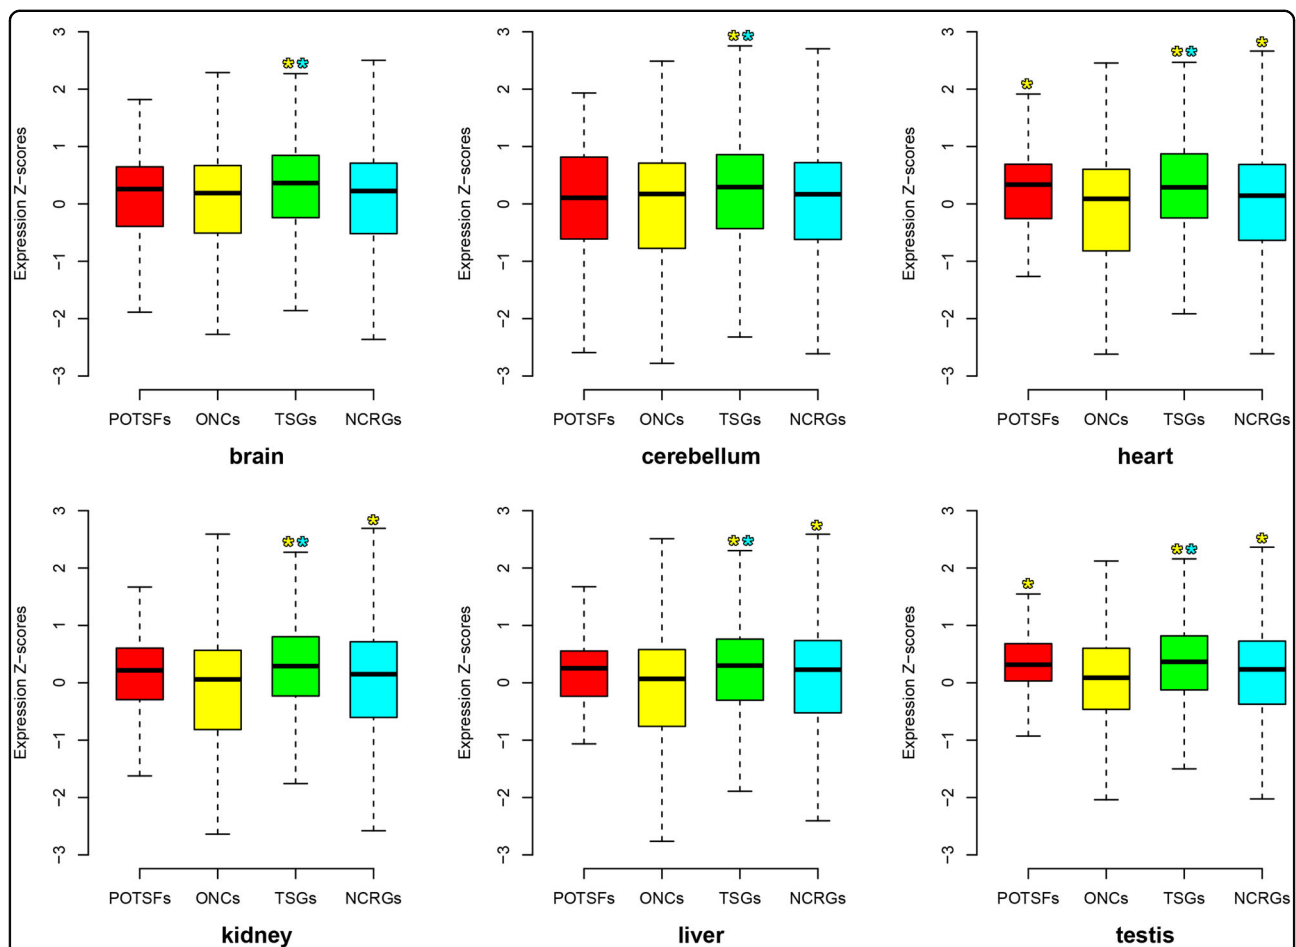 Expression Z−scores
3
2
1
0
−1
−2
−3
POTSFs ONCs TSGs NCRGs
brain
Expression Z−scores
3
2
1
0
−1
−2
−3
POTSFs ONCs TSGs NCRGs
cerebellum
Expression Z−scores
3
2
1
0
−1
−2
−3
POTSFs ONCs TSGs NCRGs
heart
Expression Z−scores
3
2
1
0
−1
−2
−3
POTSFs ONCs TSGs NCRGs
kidney
Expression Z−scores
3
2
1
0
−1
−2
−3
POTSFs ONCs TSGs NCRGs
liver
Expression Z−scores
3
2
1
0
−1
−2
−3
POTSFs ONCs TSGs NCRGs
testis